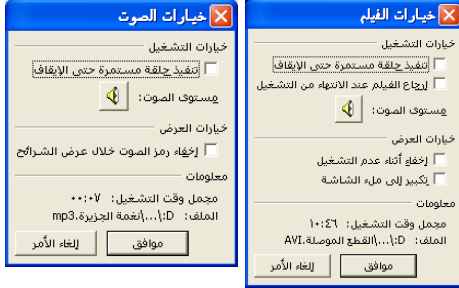 خيارات الفيلم
خيارات التشغيل
تنفيذ حلقة مستمرة حتى الإيقاف
إرجاع الفيلم عند الانتهاء من التشغيل
مستوى الصوت:
خيارات العرض
إخفاء أثناء عدم التشغيل
تكبير إلى ملء الشاشة
معلومات
مجمل وقت التشغيل: ١٠:٤٦
الملف: D:\...\القطع الموصلة.AVI
موافق
إلغاء الأمر
خيارات الصوت
خيارات التشغيل
تنفيذ حلقة مستمرة حتى الإيقاف
مستوى الصوت:
خيارات العرض
إخفاء رمز الصوت خلال عرض الشرائح
معلومات
مجمل وقت التشغيل: ٠٠:٠٧
الملف: D:\...\نغمة الجزيرة.mp3
موافق
إلغاء الأمر